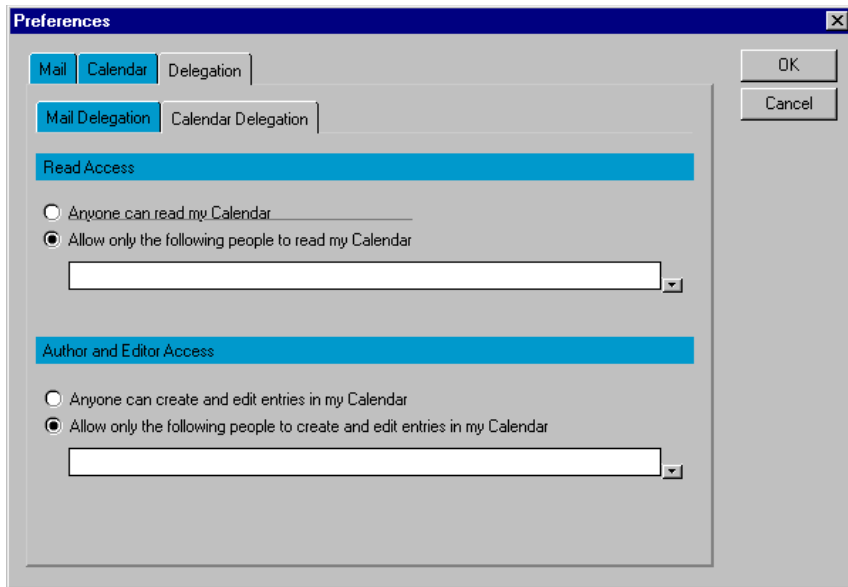 Preferences
Mail Calendar Delegation OK
Mail Delegation Calendar Delegation Cancel
Read Access
Anyone can read my Calendar
Allow only the following people to read my Calendar
Author and Editor Access
Anyone can create and edit entries in my Calendar
Allow only the following people to create and edit entries in my Calendar